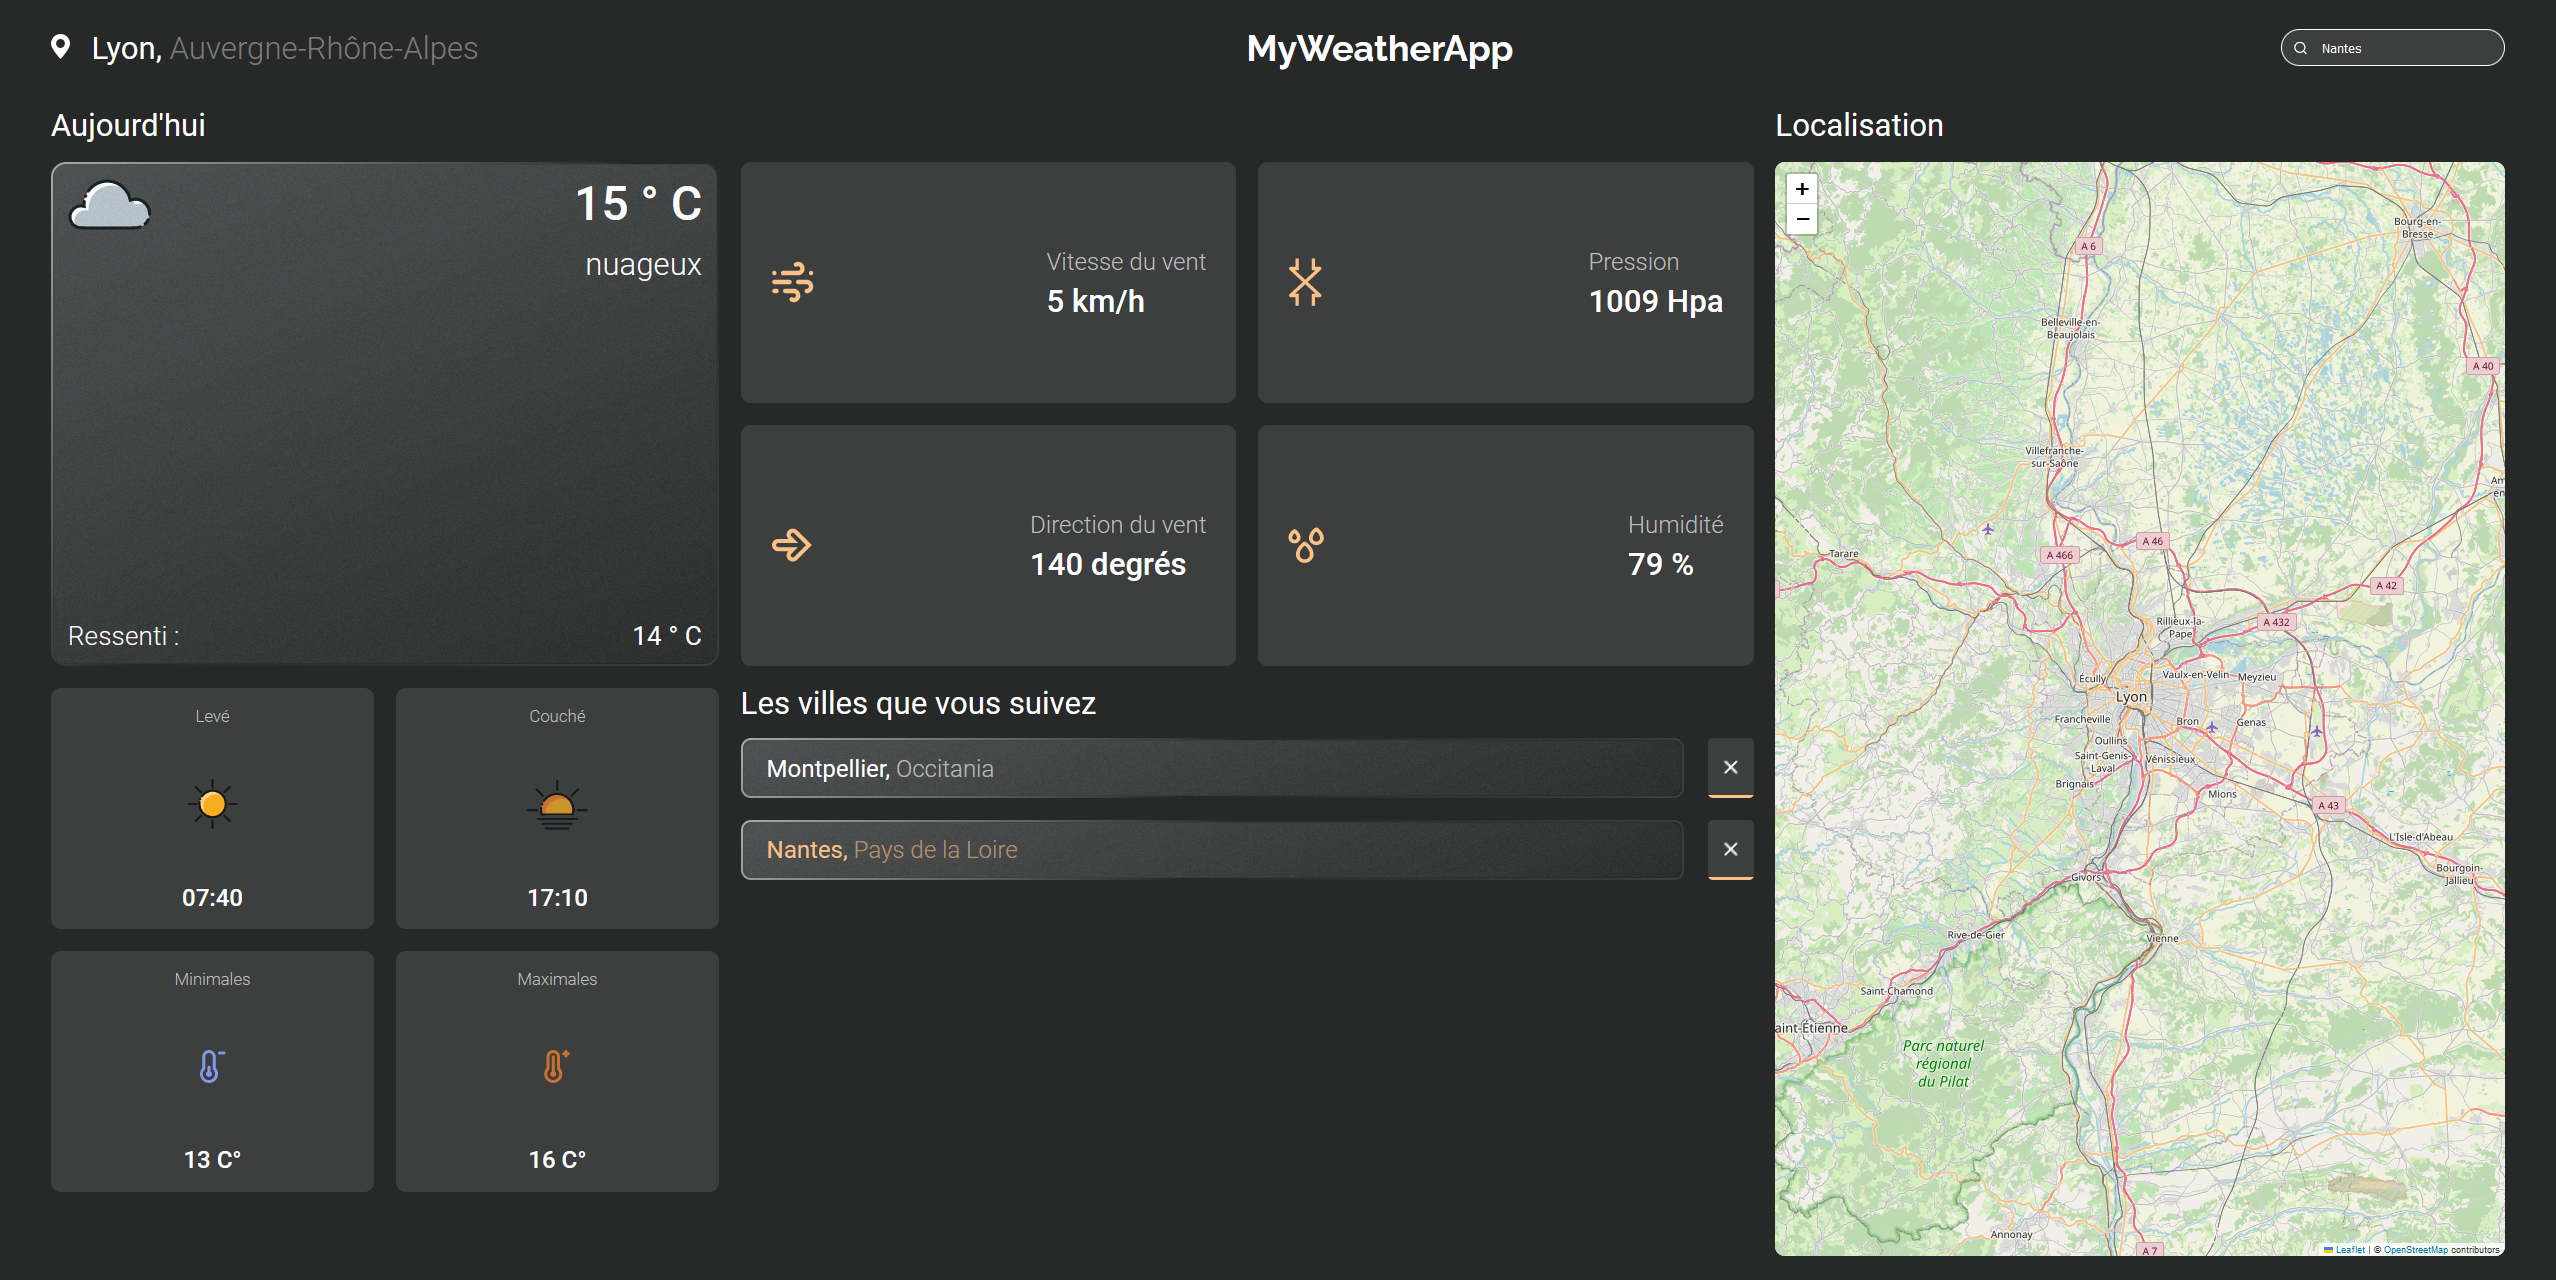 Lyon, Auvergne-Rhône-Alpes
MyWeatherApp
Nantes
Aujourd'hui
15 ° C
nuageux
Ressenti :
14 ° C
Vitesse du vent
5 km/h
Pression
1009 Hpa
Direction du vent
140 degrés
Humidité
79 %
Levé
07:40
Couché
17:10
Minimales
13 C°
Maximales
16 C°
Les villes que vous suivez
Montpellier, Occitania
Nantes, Pays de la Loire
Localisation
+
−
Bourg-en-
Bresse
A 6
Belleville-en-
Beaujolais
A 40
Villefranche-
sur-Saône
Am
en
Tarare
A 466
A 46
A 42
Rillieux-la-
Pape
A 432
Écully
Vaulx-en-Velin
Meyzieu
Lyon
Francheville
Bron
Genas
Oullins
Saint-Genis-
Laval
Vénissieux
Brignais
Mions
A 43
L'Isle-d'Abeau
Bourgoin-
Jallieu
Givors
Rive-de-Gier
Vienne
Saint-Chamond
aint-Étienne
Parc naturel
régional
du Pilat
Annonay
A 7
Leaflet | © OpenStreetMap contributors